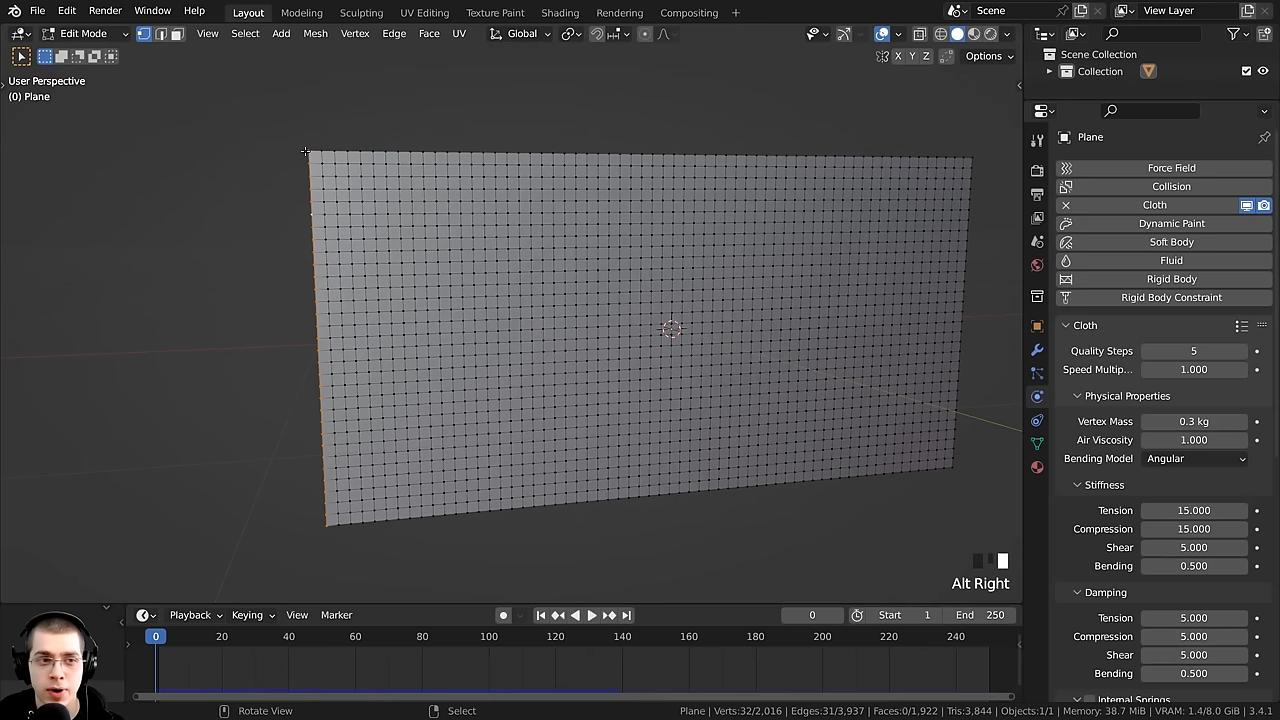 File Edit Render Window Help Layout Modeling Sculpting UV Editing Texture Paint Shading Rendering Compositing + Scene View Layer
Edit Mode View Select Add Mesh Vertex Edge Face UV Global
X Y Z Options
User Perspective
(0) Plane
Scene Collection
Collection
Plane
Force Field
Collision
Cloth
Dynamic Paint
Soft Body
Fluid
Rigid Body
Rigid Body Constraint
Cloth
Quality Steps 5
Speed Multip... 1.000
Physical Properties
Vertex Mass 0.3 kg
Air Viscosity 1.000
Bending Model Angular
Stiffness
Tension 15.000
Compression 15.000
Shear 5.000
Bending 0.500
Damping
Tension 5.000
Compression 5.000
Shear 5.000
Bending 0.500
Internal Springs
Alt Right
Playback Keying View Marker 0 Start 1 End 250
0 20 40 60 80 100 120 140 160 180 200 220 240
Rotate View Select Plane | Verts:32/2,016 | Edges:31/3,937 | Faces:0/1,922 | Tris:3,844 | Objects:1/1 | Memory: 38.7 MiB | VRAM: 1.4/8.0 GiB | 3.4.1